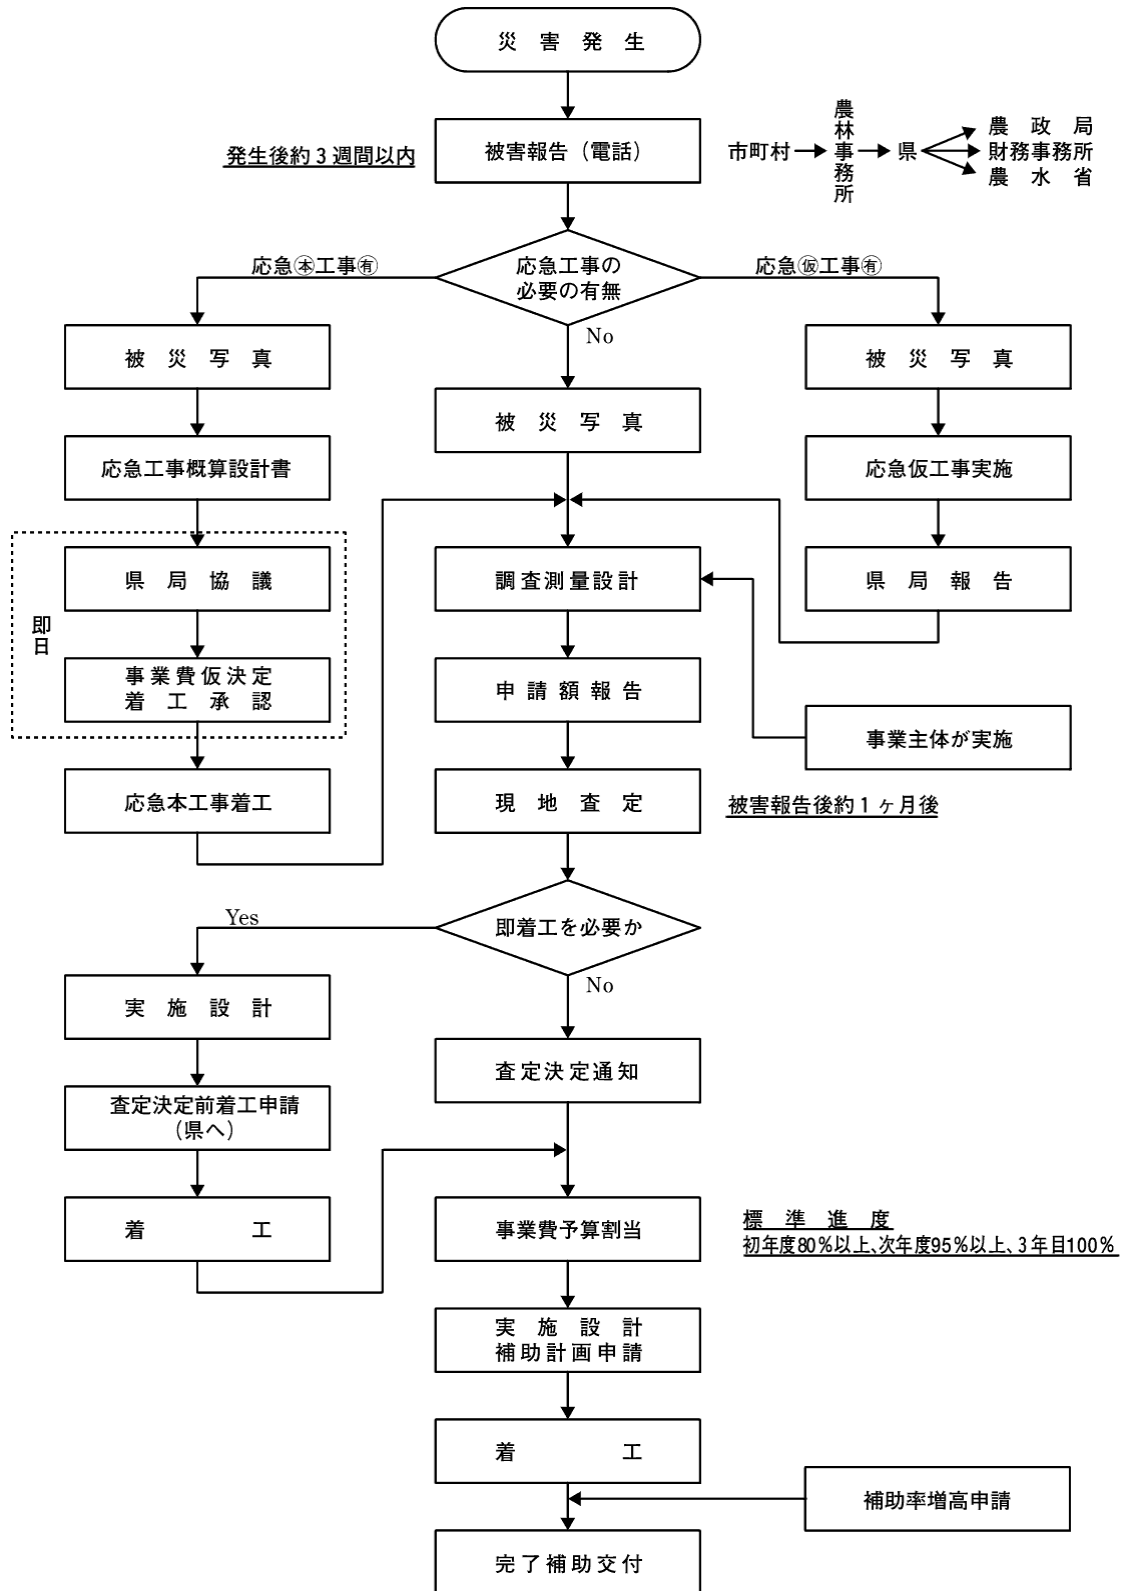 災害発生
発生後約3週間以内
被害報告（電話）
市町村
農林事務所
県
農政局
財務事務所
農水省
応急㊍工事㊒
応急工事の
必要の有無
応急㋕工事㊒
No
被災写真
被災写真
被災写真
応急工事概算設計書
応急仮工事実施
即日
県局協議
調査測量設計
県局報告
事業費仮決定
着工承認
申請額報告
事業主体が実施
応急本工事着工
現地査定
被害報告後約1ヶ月後
Yes
即着工を必要か
No
実施設計
査定決定通知
査定決定前着工申請
（県へ）
着工
事業費予算割当
標準進度
初年度80％以上、次年度95％以上、3年目100％
実施設計
補助計画申請
着工
補助率増高申請
完了補助交付